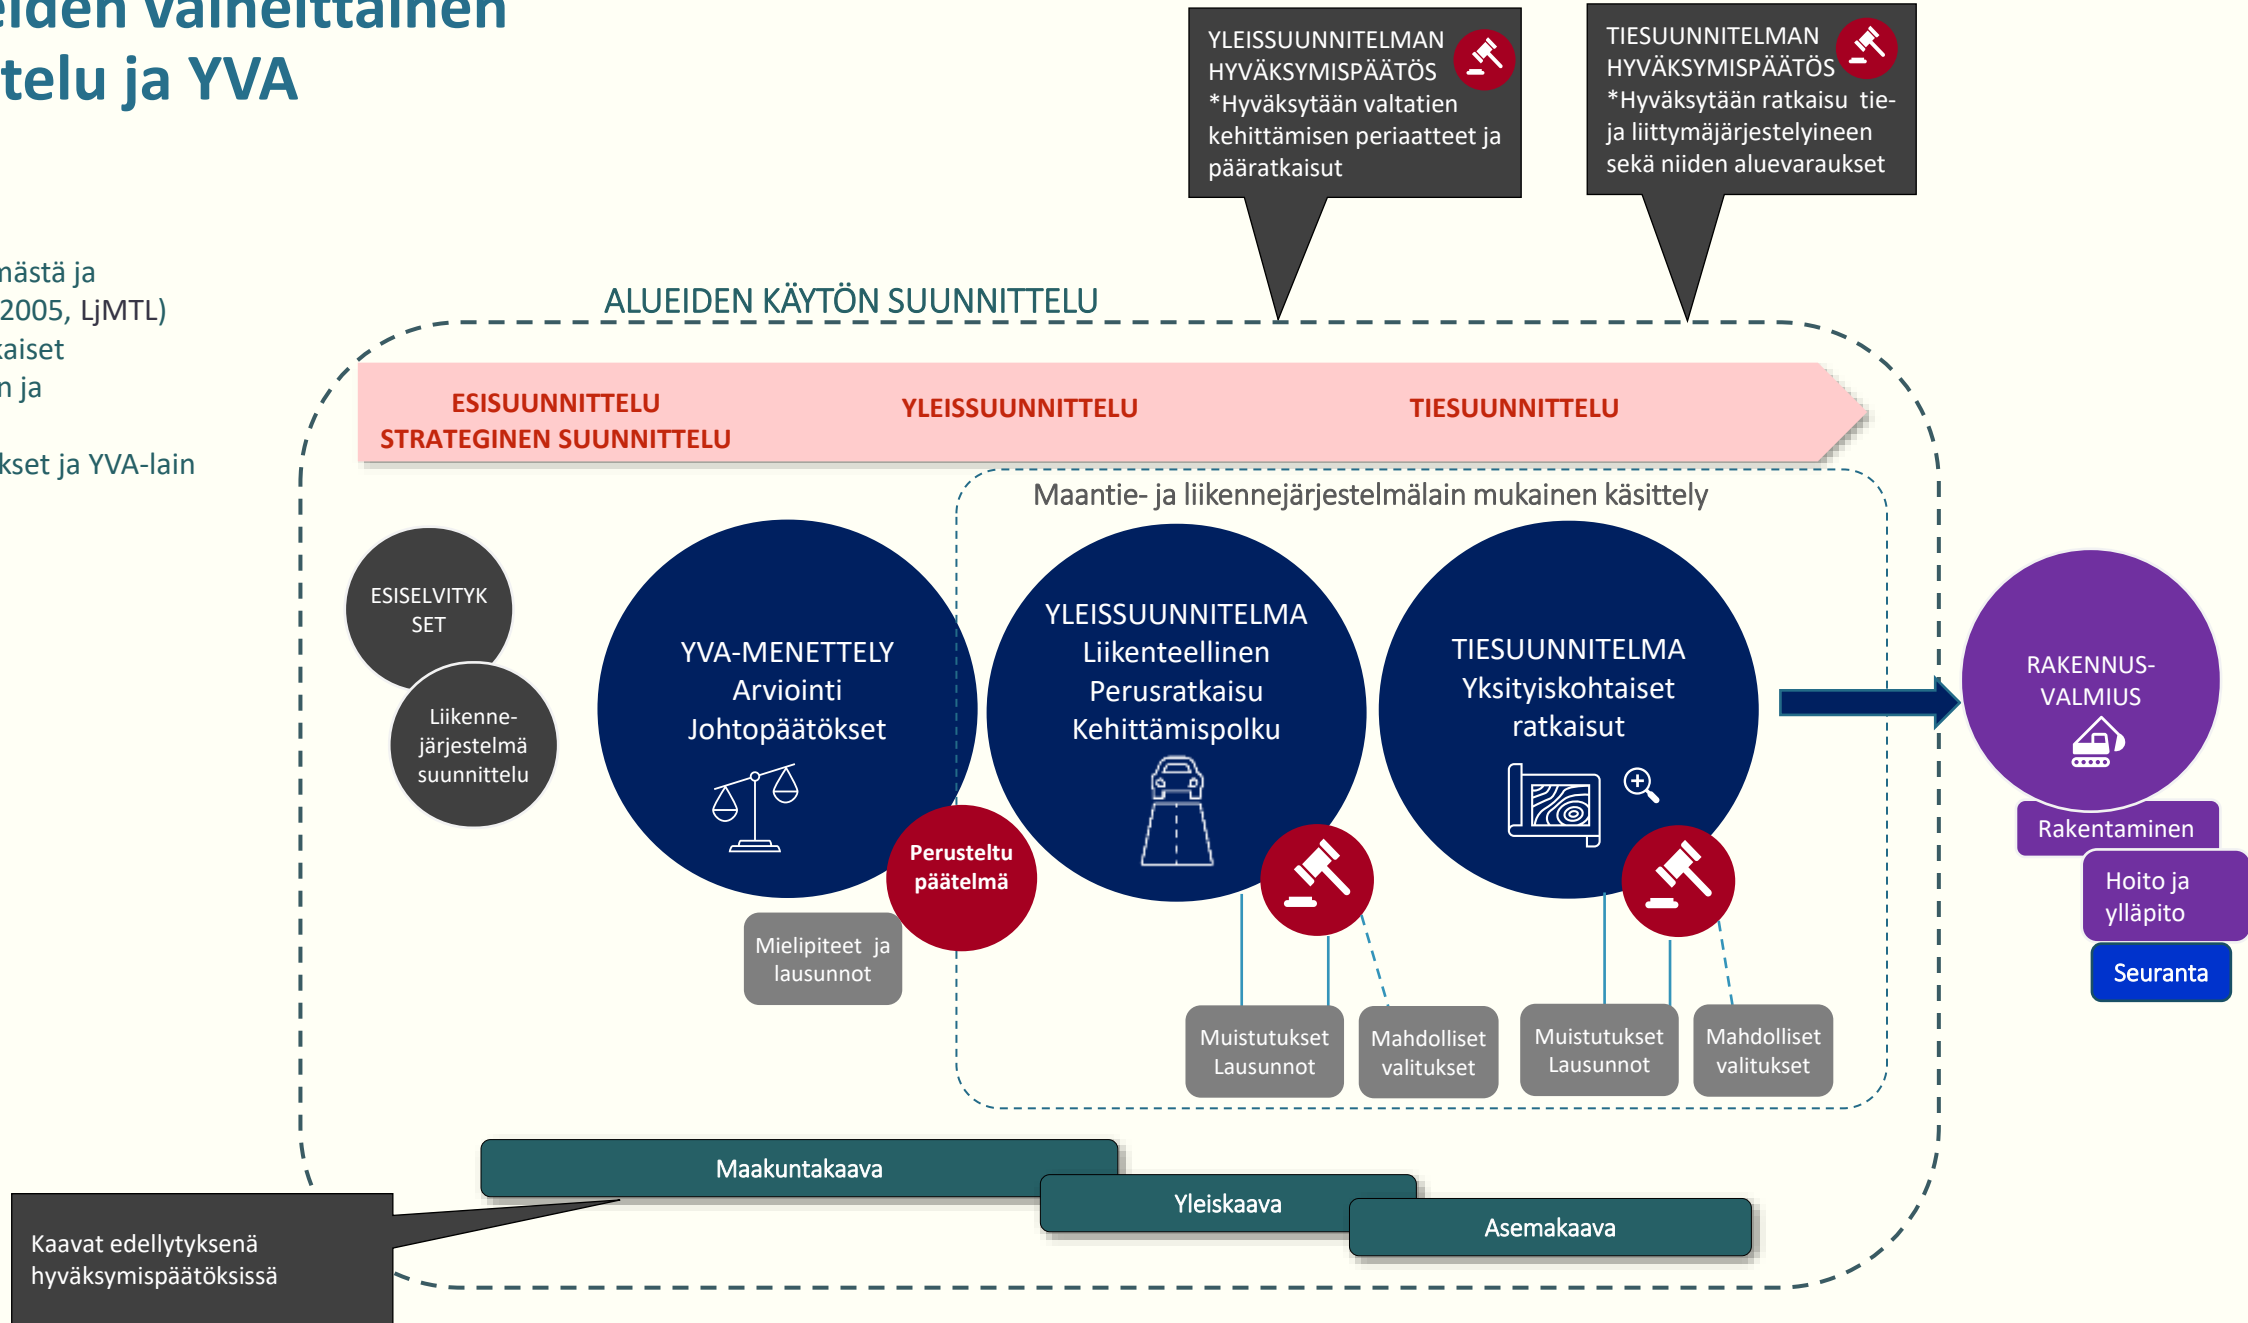 telu ja YVA
mästä ja
2005, LjMTL)
kaiset
n ja
kset ja YVA-lain
YLEISSUUNNITELMAN
HYVÄKSYMISPÄÄTÖS
*Hyväksytään valtatien
kehittämisen periaatteet ja
pääratkaisut
TIESUUNNITELMAN
HYVÄKSYMISPÄÄTÖS
*Hyväksytään ratkaisu tie-
ja liittymäjärjestelyineen
sekä niiden aluevaraukset
ALUEIDEN KÄYTÖN SUUNNITTELU
ESISUUNNITTELU
STRATEGINEN SUUNNITTELU
YLEISSUUNNITTELU
TIESUUNNITTELU
Maantie- ja liikennejärjestelmälain mukainen käsittely
ESISELVITYK
SET
Liikenne-
järjestelmä
suunnittelu
YVA-MENETTELY
Arviointi
Johtopäätökset
Perusteltu
päätelmä
Mielipiteet ja
lausunnot
YLEISSUUNNITELMA
Liikenteellinen
Perusratkaisu
Kehittämispolku
Muistutukset
Lausunnot
Mahdolliset
valitukset
TIESUUNNITELMA
Yksityiskohtaiset
ratkaisut
Muistutukset
Lausunnot
Mahdolliset
valitukset
RAKENNUS-
VALMIUS
Rakentaminen
Hoito ja
ylläpito
Seuranta
Maakuntakaava
Yleiskaava
Asemakaava
Kaavat edellytyksenä
hyväksymispäätöksissä